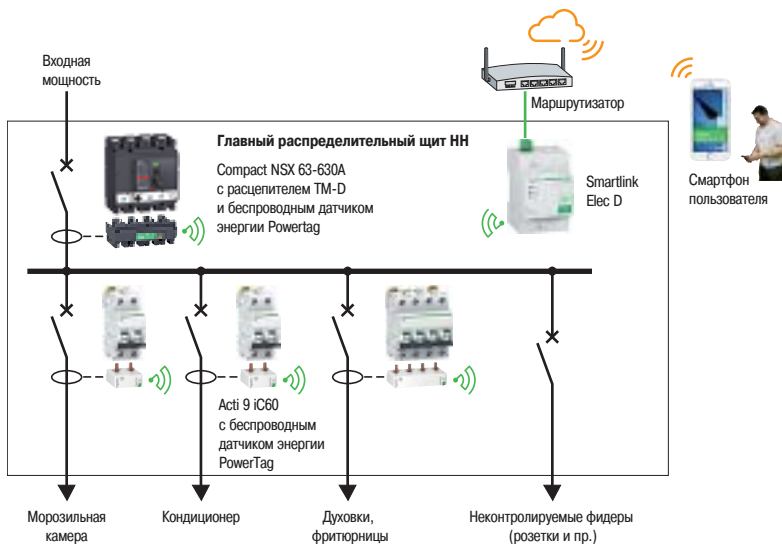 Входная
мощность
Маршрутизатор
Главный распределительный щит НН
Compact NSX 63-630A
с расцепителем TM-D
и беспроводным датчиком
энергии Powertag
Smartlink
Elec D
Смартфон
пользователя
Acti 9 iC60
с беспроводным
датчиком энергии
PowerTag
Морозильная
камера
Кондиционер
Духовки,
фритюрницы
Неконтролируемые фидеры
(розетки и пр.)